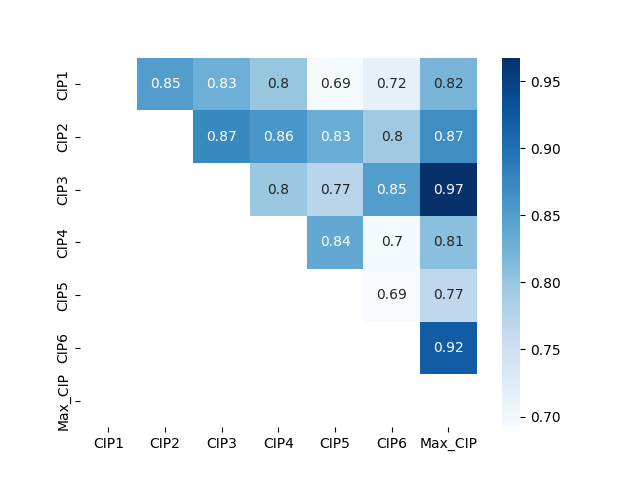 CIP1 0.85 0.83 0.8 0.69 0.72 0.82
CIP2 0.87 0.86 0.83 0.8 0.87
CIP3 0.8 0.77 0.85 0.97
CIP4 0.84 0.7 0.81
CIP5 0.69 0.77
CIP6 0.92
Max_CIP
CIP1 CIP2 CIP3 CIP4 CIP5 CIP6 Max_CIP
0.95
0.90
0.85
0.80
0.75
0.70